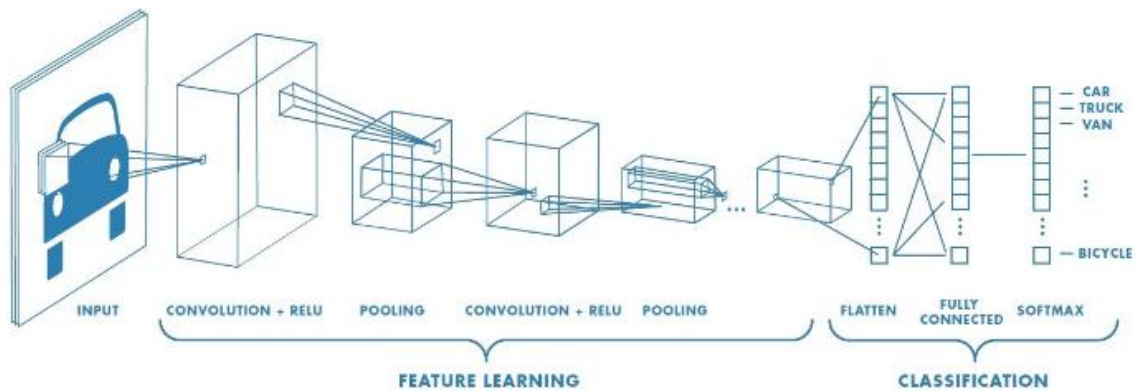 CAR
TRUCK
VAN
BICYCLE
INPUT
CONVOLUTION + RELU
POOLING
CONVOLUTION + RELU
POOLING
FLATTEN
FULLY
CONNECTED
SOFTMAX
FEATURE LEARNING
CLASSIFICATION